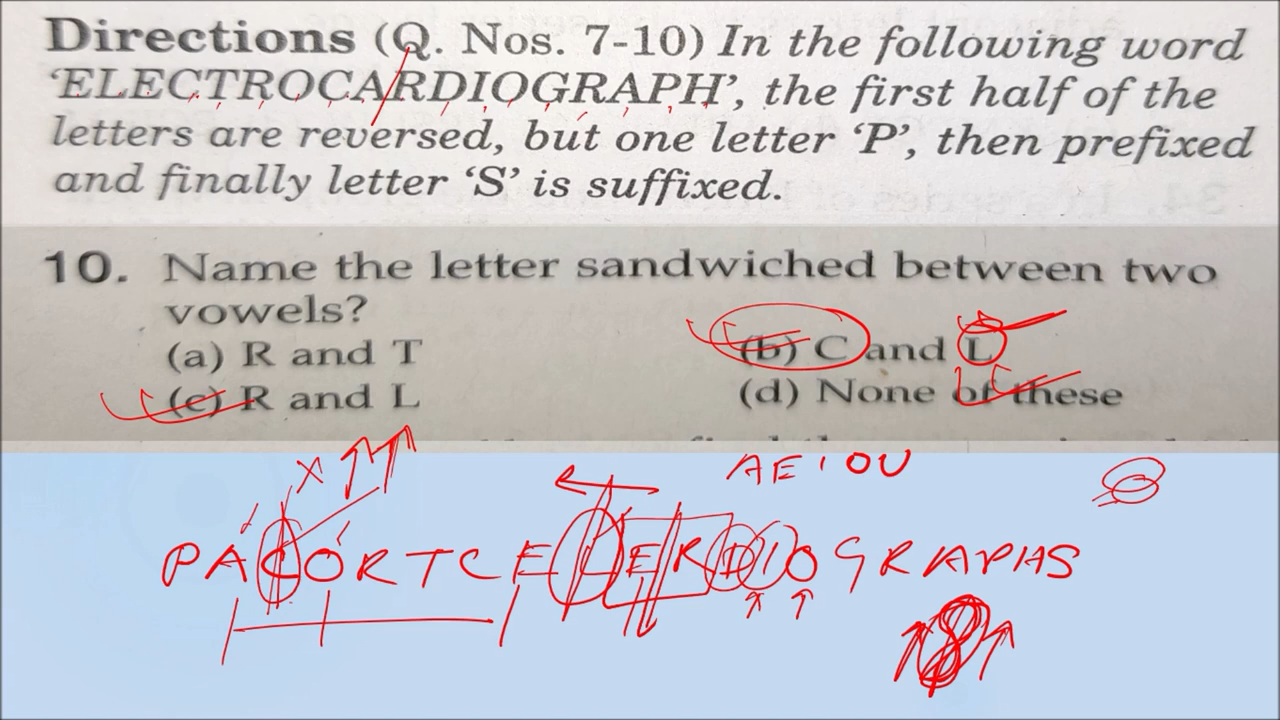 Directions (Q. Nos. 7-10) In the following word
‘ELECTROCARDIOGRAPH’, the first half of the
letters are reversed, but one letter ‘P’, then prefixed
and finally letter ‘S’ is suffixed.
10. Name the letter sandwiched between two
vowels?
(a) R and T (b) C and L
(c) R and L (d) None of these
AEIOU
PACORTCELERDIOGRAPHS